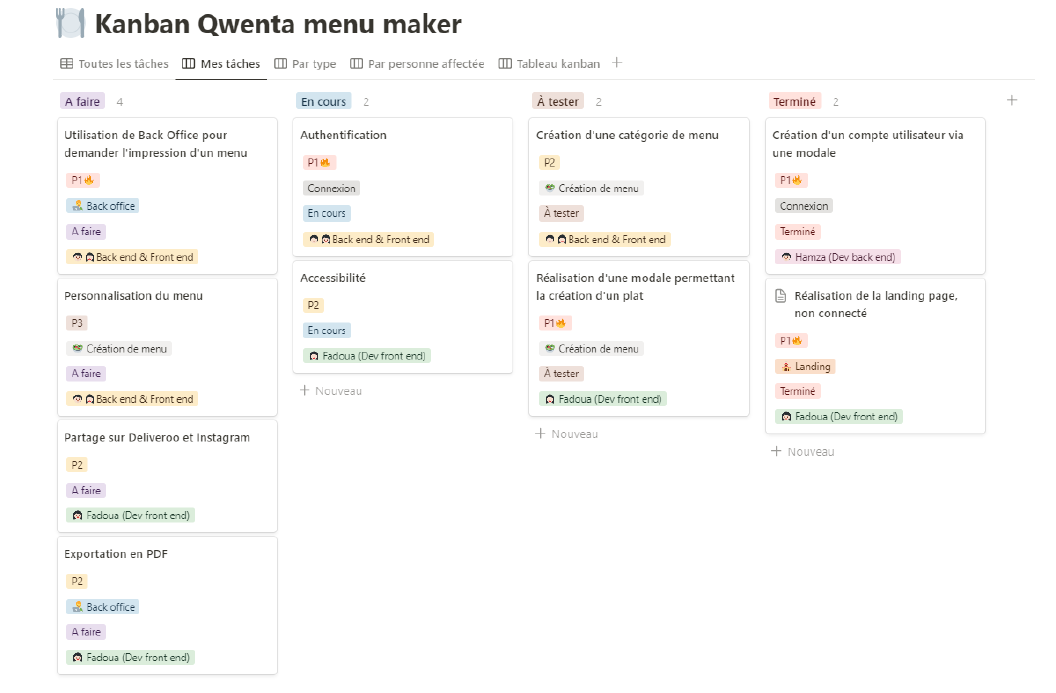 Kanban Qwenta menu maker
Toutes les tâches Mes tâches Par type Par personne affectée Tableau kanban
A faire 4
Utilisation de Back Office pour
demander l'impression d'un menu
P1
Back office
A faire
Back end & Front end
Personnalisation du menu
P3
Création de menu
A faire
Back end & Front end
Partage sur Deliveroo et Instagram
P2
A faire
Fadoua (Dev front end)
Exportation en PDF
P2
Back office
A faire
Fadoua (Dev front end)
En cours 2
Authentification
P1
Connexion
En cours
Back end & Front end
Accessibilité
P2
En cours
Fadoua (Dev front end)
Nouveau
À tester 2
Création d'une catégorie de menu
P2
Création de menu
À tester
Back end & Front end
Réalisation d'une modale permettant
la création d'un plat
P1
Création de menu
À tester
Fadoua (Dev front end)
Nouveau
Terminé 2
Création d'un compte utilisateur via
une modale
P1
Connexion
Terminé
Hamza (Dev back end)
Réalisation de la landing page,
non connecté
P1
Landing
Terminé
Fadoua (Dev front end)
Nouveau